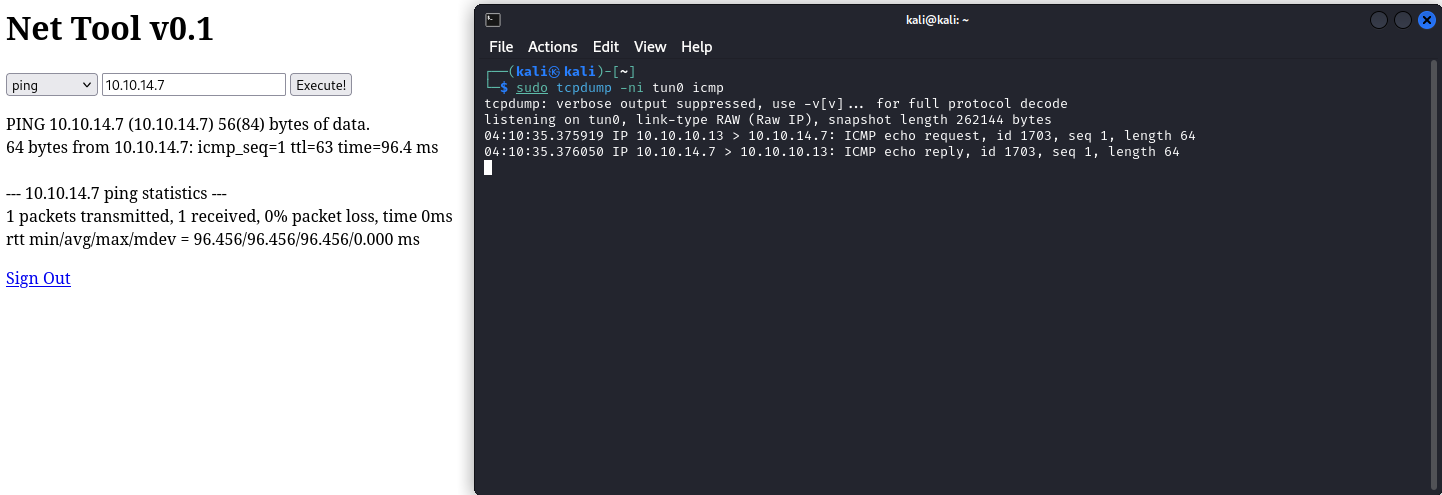 Net Tool v0.1
ping 10.10.14.7 Execute!
PING 10.10.14.7 (10.10.14.7) 56(84) bytes of data.
64 bytes from 10.10.14.7: icmp_seq=1 ttl=63 time=96.4 ms
--- 10.10.14.7 ping statistics ---
1 packets transmitted, 1 received, 0% packet loss, time 0ms
rtt min/avg/max/mdev = 96.456/96.456/96.456/0.000 ms
Sign Out
kali@kali: ~
File Actions Edit View Help
┌──(kali㉿kali)-[~]
└─$ sudo tcpdump -ni tun0 icmp
tcpdump: verbose output suppressed, use -v[v]... for full protocol decode
listening on tun0, link-type RAW (Raw IP), snapshot length 262144 bytes
04:10:35.375919 IP 10.10.10.13 > 10.10.14.7: ICMP echo request, id 1703, seq 1, length 64
04:10:35.376050 IP 10.10.14.7 > 10.10.10.13: ICMP echo reply, id 1703, seq 1, length 64